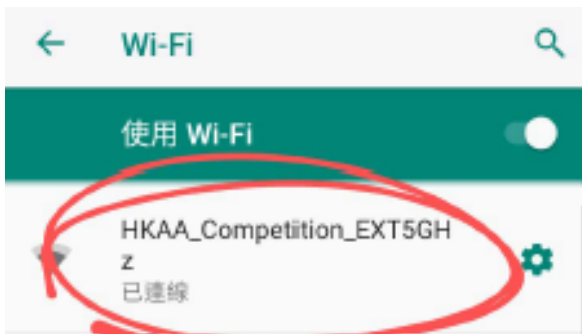 Wi-Fi
使用 Wi-Fi
HKAA_Competition_EXT5GH
z
已連線